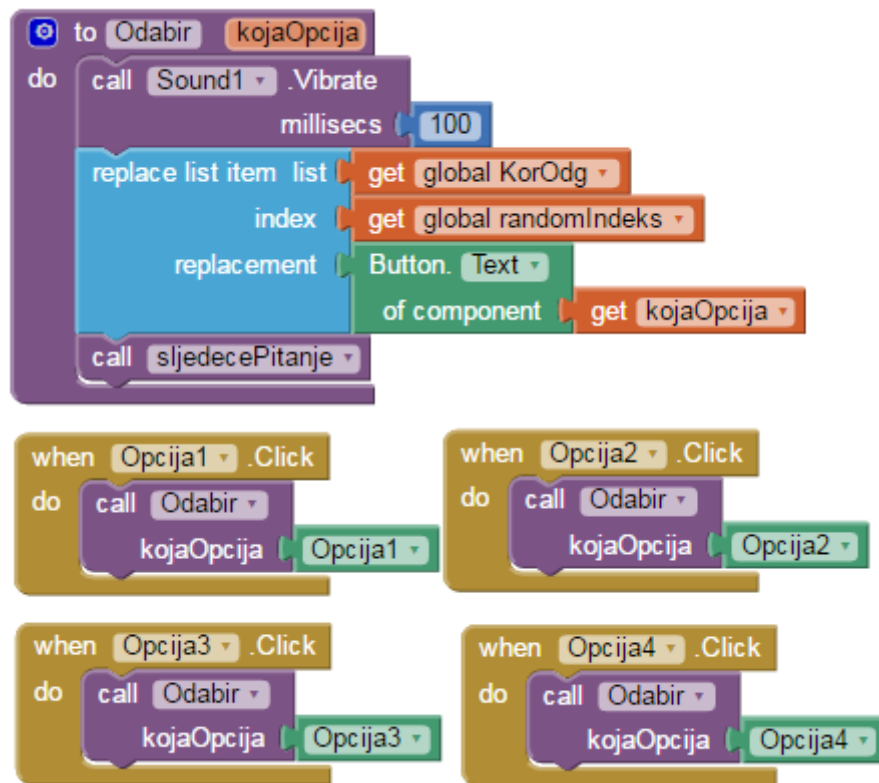 to Odabir kojaOpcija
do call Sound1 .Vibrate
millisecs 100
replace list item list get global KorOdg
index get global randomIndeks
replacement Button. Text
of component get kojaOpcija
call sljedecePitanje
when Opcija1 .Click
do call Odabir
kojaOpcija Opcija1
when Opcija2 .Click
do call Odabir
kojaOpcija Opcija2
when Opcija3 .Click
do call Odabir
kojaOpcija Opcija3
when Opcija4 .Click
do call Odabir
kojaOpcija Opcija4